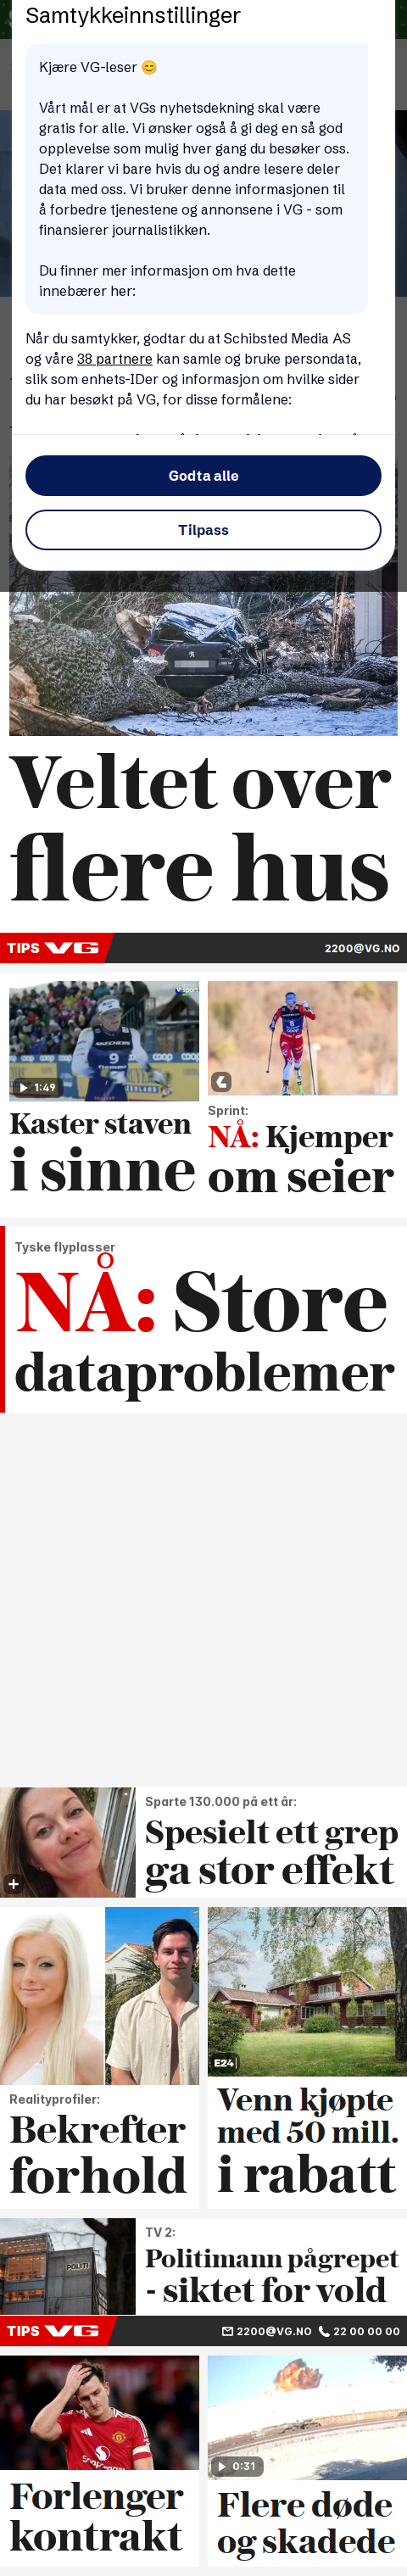 Samtykkeinnstillinger
Kjære VG-leser 😊
Vårt mål er at VGs nyhetsdekning skal være
gratis for alle. Vi ønsker også å gi deg en så god
opplevelse som mulig hver gang du besøker oss.
Det klarer vi bare hvis du og andre lesere deler
data med oss. Vi bruker denne informasjonen til
å forbedre tjenestene og annonsene i VG - som
finansierer journalistikken.
Du finner mer informasjon om hva dette
innebærer her:
Når du samtykker, godtar du at Schibsted Media AS
og våre 38 partnere kan samle og bruke persondata,
slik som enhets-IDer og informasjon om hvilke sider
du har besøkt på VG, for disse formålene:
Godta alle
Tilpass
Veltet over
flere hus
TIPS VG 2200@VG.NO
1:49
Kaster staven
i sinne
Sprint:
NÅ: Kjemper
om seier
Tyske flyplasser
NÅ: Store
dataproblemer
Sparte 130.000 på ett år:
Spesielt ett grep
ga stor effekt
Realityprofiler:
Bekrefter
forhold
E24
Venn kjøpte
med 50 mill.
i rabatt
POLITI
TV 2:
Politimann pågrepet
- siktet for vold
TIPS VG 2200@VG.NO 22 00 00 00
Forlenger
kontrakt
0:31
Flere døde
og skadede